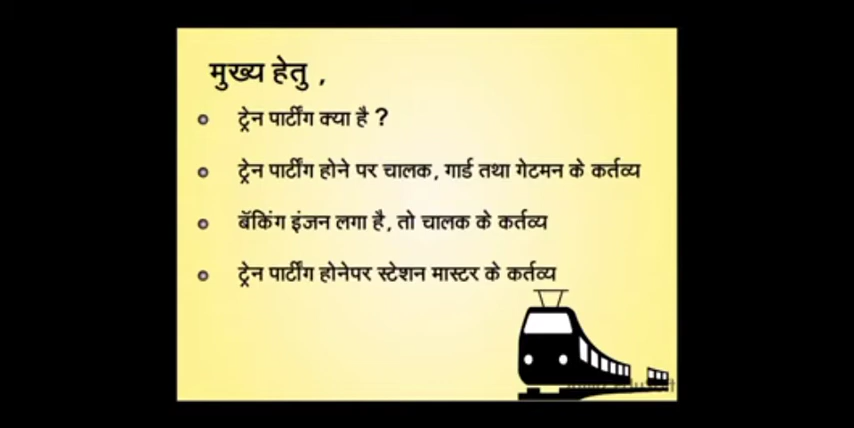 मुख्य हेतु ,
ट्रेन पार्टींग क्या है ?
ट्रेन पार्टींग होने पर चालक, गार्ड तथा गेटमन के कर्तव्य
बॅकिंग इंजन लगा है, तो चालक के कर्तव्य
ट्रेन पार्टींग होनेपर स्टेशन मास्टर के कर्तव्य